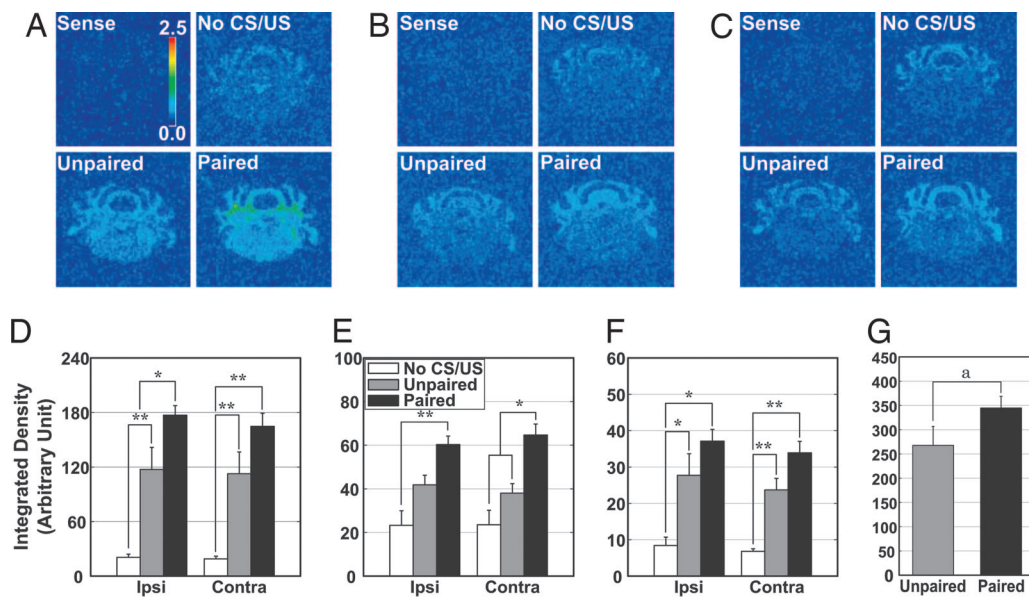 A
Sense
2.5
0.0
No CS/US
Unpaired
Paired
B
Sense
No CS/US
Unpaired
Paired
C
Sense
No CS/US
Unpaired
Paired
D
Integrated Density
(Arbitrary Unit)
240
180
120
60
0
*
**
**
**
Ipsi
Contra
E
100
80
60
40
20
0
No CS/US
Unpaired
Paired
**
*
Ipsi
Contra
F
60
50
40
30
20
10
0
*
*
**
**
Ipsi
Contra
G
450
400
350
300
250
200
150
100
50
0
a
Unpaired
Paired